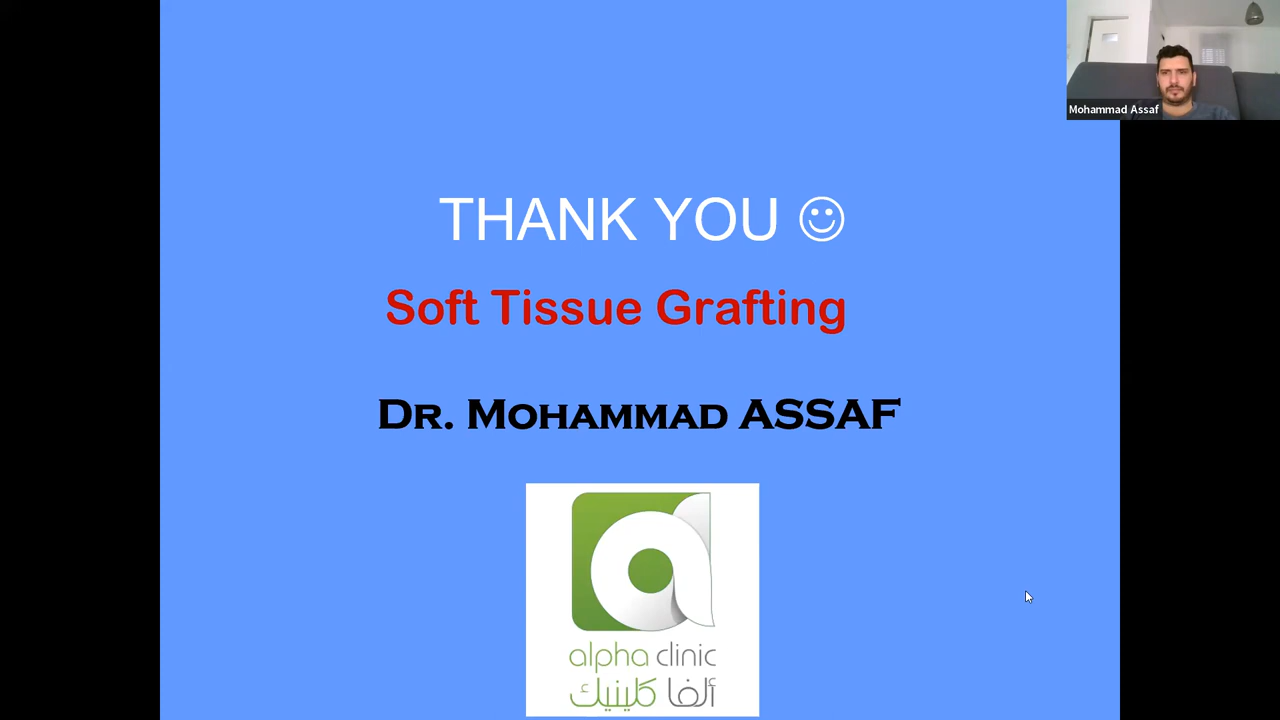 Mohammad Assaf
THANK YOU ☺
Soft Tissue Grafting
DR. MOHAMMAD ASSAF
alpha clinic
ألفا كلينيك